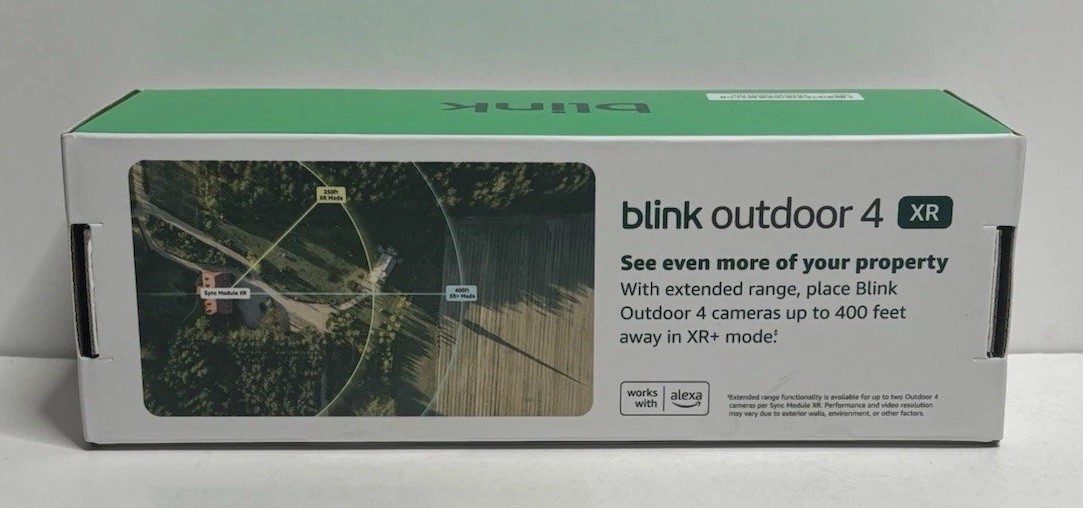 blink
250ft
XR Mode
Sync Module XR
400ft
XR+ Mode
blink outdoor 4 XR
See even more of your property
With extended range, place Blink
Outdoor 4 cameras up to 400 feet
away in XR+ mode.‡
works with | alexa
‡Extended range functionality is available for up to two Outdoor 4
cameras per Sync Module XR. Performance and video resolution
may vary due to exterior walls, environment, or other factors.